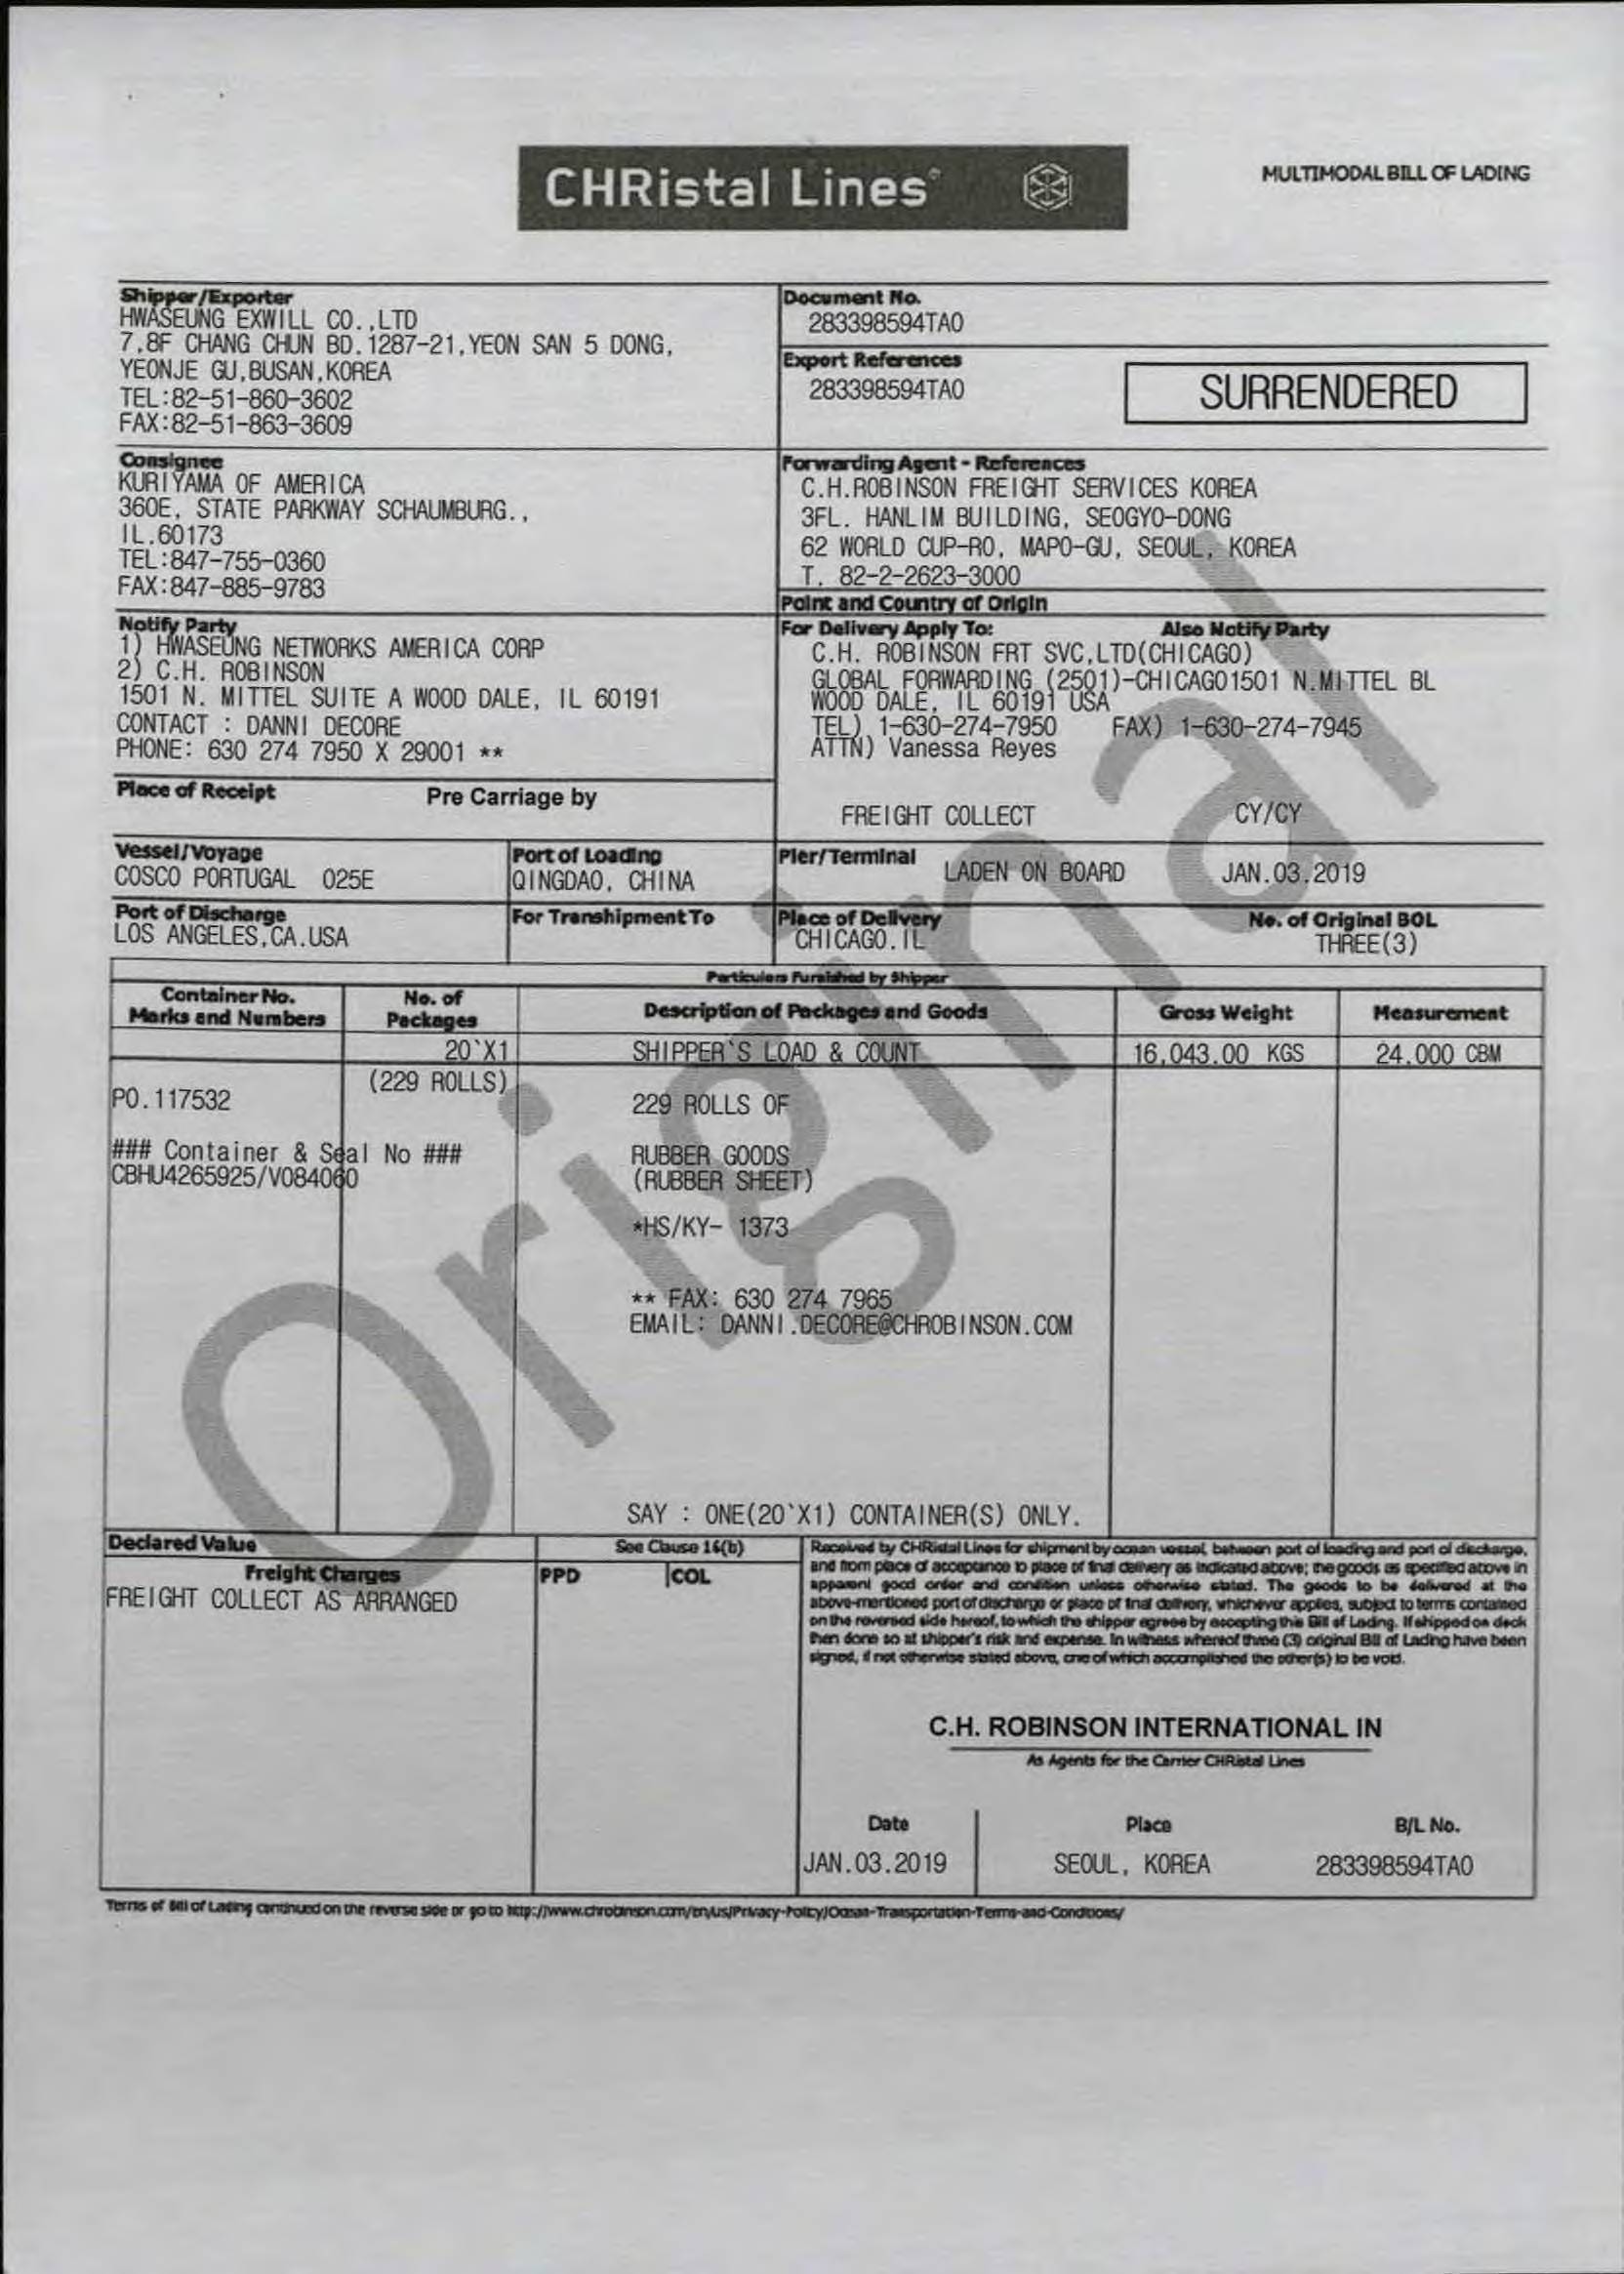 CHRistal Lines®
MULTIMODAL BILL OF LADING
Shipper/Exporter
HWASEUNG EXWILL CO.,LTD
7,8F CHANG CHUN BD.1287-21,YEON SAN 5 DONG,
YEONJE GU,BUSAN,KOREA
TEL:82-51-860-3602
FAX:82-51-863-3609
Document No.
283398594TAO
Export References
283398594TAO
SURRENDERED
Consignee
KURIYAMA OF AMERICA
360E, STATE PARKWAY SCHAUMBURG.,
IL.60173
TEL:847-755-0360
FAX:847-885-9783
Forwarding Agent - References
C.H.ROBINSON FREIGHT SERVICES KOREA
3FL. HANLIM BUILDING, SEOGYO-DONG
62 WORLD CUP-RO, MAPO-GU, SEOUL, KOREA
T. 82-2-2623-3000
Point and Country of Origin
Notify Party
1) HWASEUNG NETWORKS AMERICA CORP
2) C.H. ROBINSON
1501 N. MITTEL SUITE A WOOD DALE, IL 60191
CONTACT : DANNI DECORE
PHONE: 630 274 7950 X 29001 **
For Delivery Apply To: Also Notify Party
C.H. ROBINSON FRT SVC,LTD(CHICAGO)
GLOBAL FORWARDING (2501)-CHICAGO1501 N.MITTEL BL
WOOD DALE, IL 60191 USA
TEL) 1-630-274-7950 FAX) 1-630-274-7945
ATTN) Vanessa Reyes
Place of Receipt Pre Carriage by
FREIGHT COLLECT CY/CY
Vessel/Voyage
COSCO PORTUGAL 025E
Port of Loading
QINGDAO, CHINA
Pier/Terminal
LADEN ON BOARD JAN.03.2019
Port of Discharge
LOS ANGELES,CA.USA
For Transhipment To
Place of Delivery
CHICAGO.IL
No. of Original BOL
THREE(3)
Particulars Furnished by Shipper
Container No.
Marks and Numbers
No. of
Packages
Description of Packages and Goods
Gross Weight
Measurement
20`X1 SHIPPER`S LOAD & COUNT 16,043.00 KGS 24.000 CBM
(229 ROLLS)
PO.117532
229 ROLLS OF
### Container & Seal No ###
CBHU4265925/V084060
RUBBER GOODS
(RUBBER SHEET)
*HS/KY- 1373
** FAX: 630 274 7965
EMAIL: DANNI.DECORE@CHROBINSON.COM
SAY : ONE(20`X1) CONTAINER(S) ONLY.
Original
Declared Value See Clause 16(b)
Freight Charges PPD COL
FREIGHT COLLECT AS ARRANGED
Received by CHRistal Lines for shipment by ocean vessel, between port of loading and port of discharge,
and from place of acceptance to place of final delivery as indicated above; the goods as specified above in
apparent good order and condition unless otherwise stated. The goods to be delivered at the
above-mentioned port of discharge or place of final delivery, whichever applies, subject to terms contained
on the reversed side hereof, to which the shipper agrees by accepting this Bill of Lading. If shipped on deck
then done so at shipper's risk and expense. In witness whereof three (3) original Bill of Lading have been
signed, if not otherwise stated above, one of which accomplished the other(s) to be void.
C.H. ROBINSON INTERNATIONAL IN
As Agents for the Carrier CHRistal Lines
Date Place B/L No.
JAN.03.2019 SEOUL, KOREA 283398594TAO
Terms of Bill of Lading continued on the reverse side or go to http://www.chrobinson.com/en/us/Privacy-Policy/Ocean-Transportation-Terms-and-Conditions/